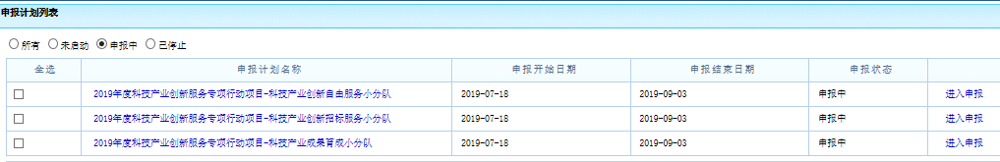 申报计划列表
所有 未启动 申报中 已停止
全选 申报计划名称 申报开始日期 申报结束日期 申报状态
2019年度科技产业创新服务专项行动项目-科技产业创新自由服务小分队 2019-07-18 2019-09-03 申报中 进入申报
2019年度科技产业创新服务专项行动项目-科技产业创新招标服务小分队 2019-07-18 2019-09-03 申报中 进入申报
2019年度科技产业创新服务专项行动项目-科技产业成果育成小分队 2019-07-18 2019-09-03 申报中 进入申报